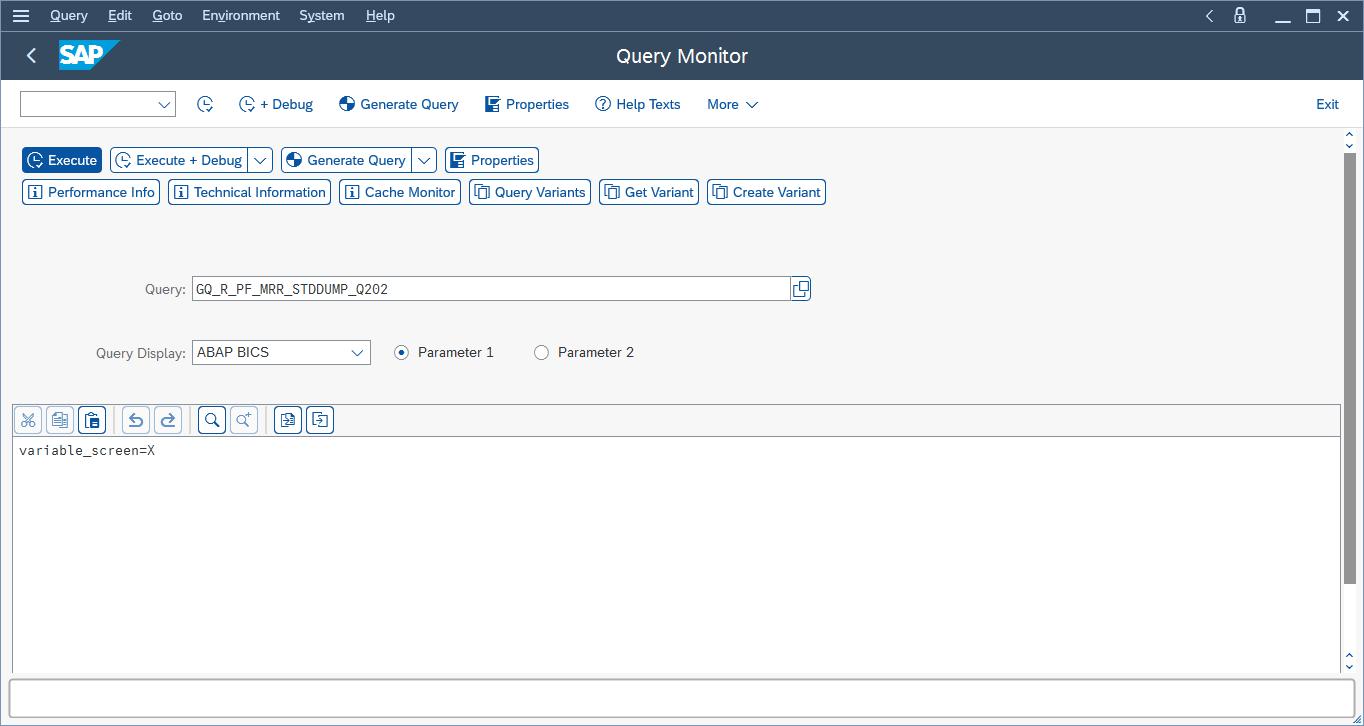 Query Edit Goto Environment System Help
SAP Query Monitor
+ Debug Generate Query Properties Help Texts More Exit
Execute Execute + Debug Generate Query Properties
Performance Info Technical Information Cache Monitor Query Variants Get Variant Create Variant
Query: GQ_R_PF_MRR_STDDUMP_Q202
Query Display: ABAP BICS Parameter 1 Parameter 2
variable_screen=X